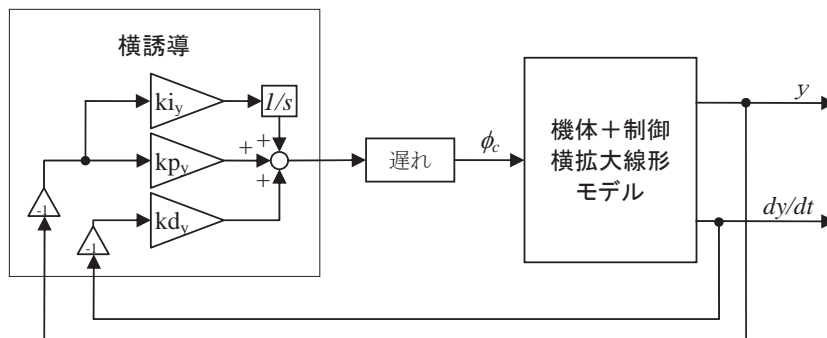 横誘導
ki_y
1/s
kp_y
kd_y
-1
-1
+
+
+
遅れ
ϕ_c
機体＋制御
横拡大線形
モデル
y
dy/dt